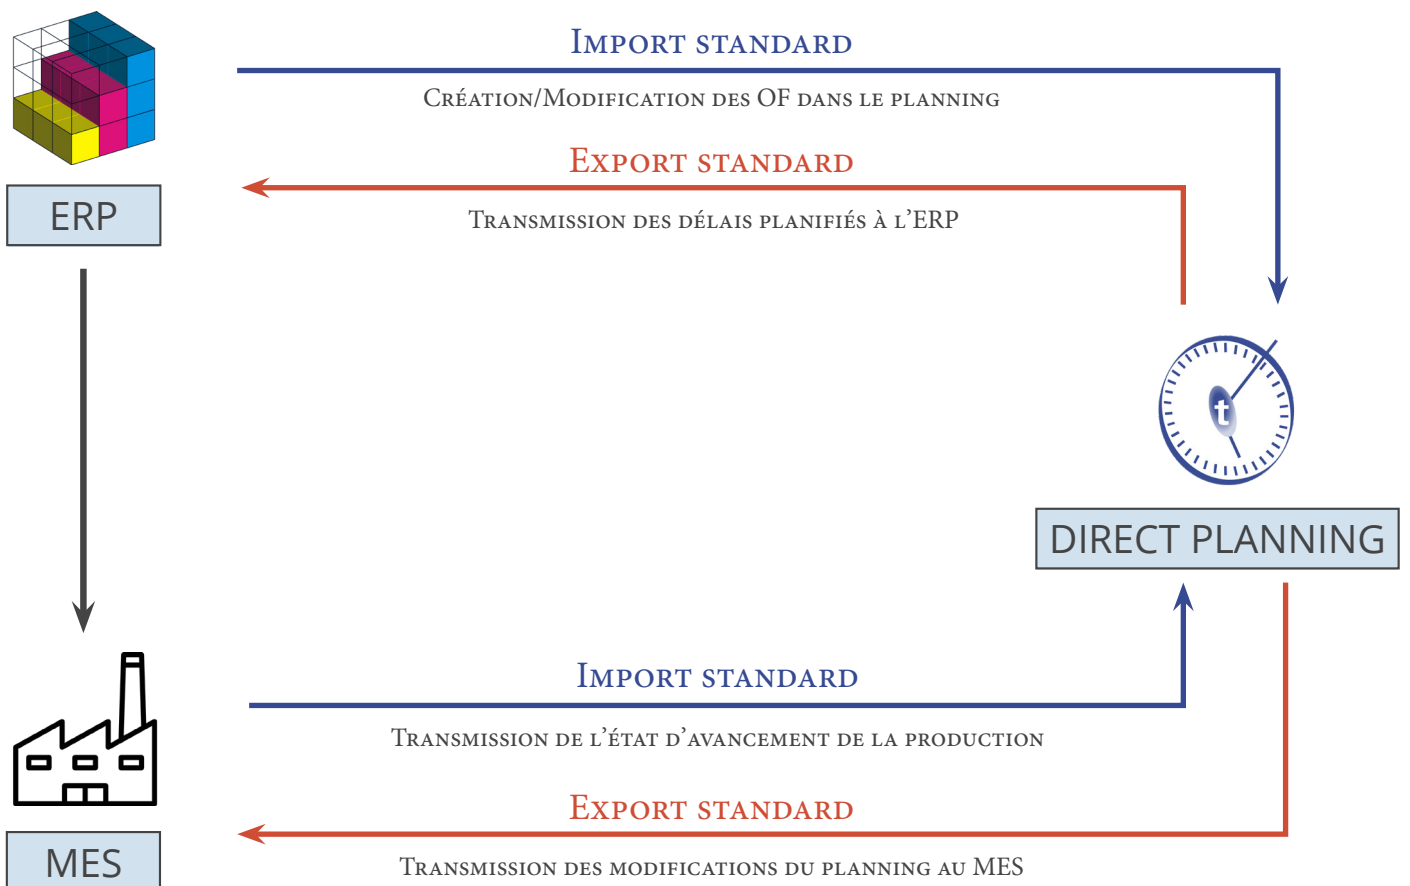 Import standard
Création/Modification des OF dans le planning
Export standard
Transmission des délais planifiés à l'ERP
ERP
t
DIRECT PLANNING
Import standard
Transmission de l'état d'avancement de la production
Export standard
Transmission des modifications du planning au MES
MES